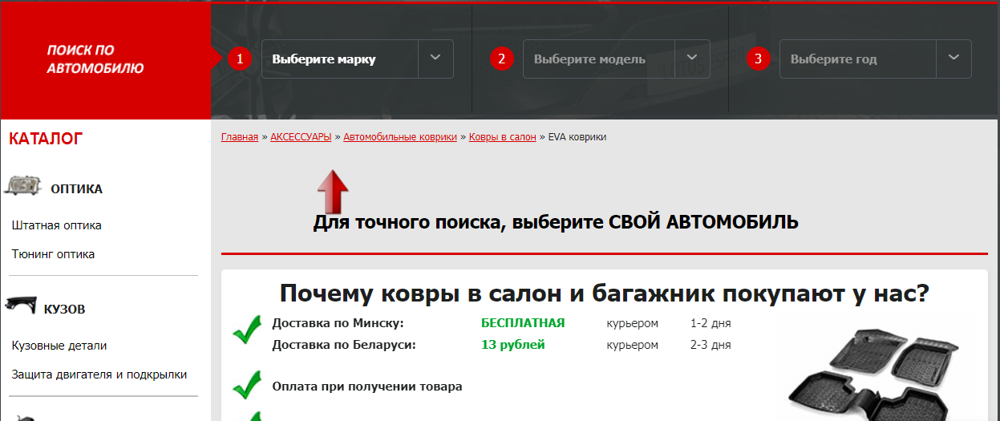 ПОИСК ПО
АВТОМОБИЛЮ
1
Выберите марку
2
Выберите модель
3
Выберите год
КАТАЛОГ
Главная » АКСЕССУАРЫ » Автомобильные коврики » Ковры в салон » EVA коврики
ОПТИКА
Для точного поиска, выберите СВОЙ АВТОМОБИЛЬ
Штатная оптика
Тюнинг оптика
КУЗОВ
Кузовные детали
Защита двигателя и подкрылки
Почему ковры в салон и багажник покупают у нас?
Доставка по Минску: БЕСПЛАТНАЯ курьером 1-2 дня
Доставка по Беларуси: 13 рублей курьером 2-3 дня
Оплата при получении товара